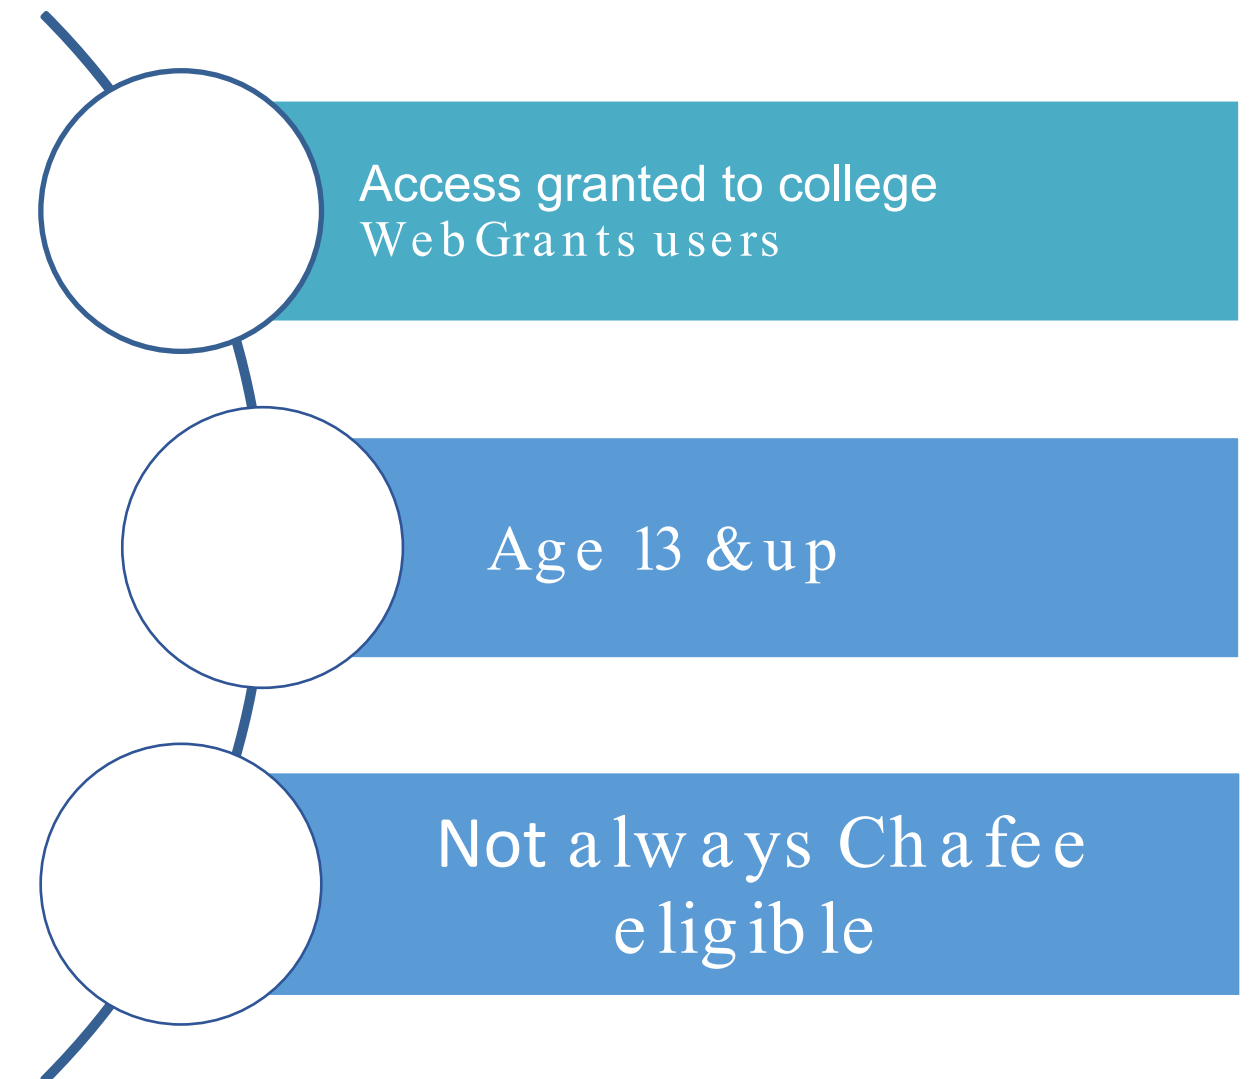 Access granted to college
WebGrants users
Age 13 & up
Not always Chafee
eligible